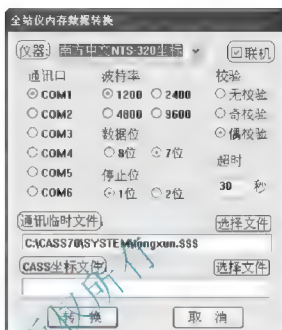 全站仪内存数据转换
仪器: 南方中文NTS-320坐标 联机
通讯口 波特率 校验
COM1 1200 2400 无校验
COM2 4800 9600 奇校验
COM3 数据位 偶校验
COM4 8位 7位 超时
COM5 停止位
COM6 1位 2位 30 秒
通讯临时文件 选择文件
C:\CASS70\SYSTEM\tongxun.$$$
CASS坐标文件 选择文件
转 换 取 消